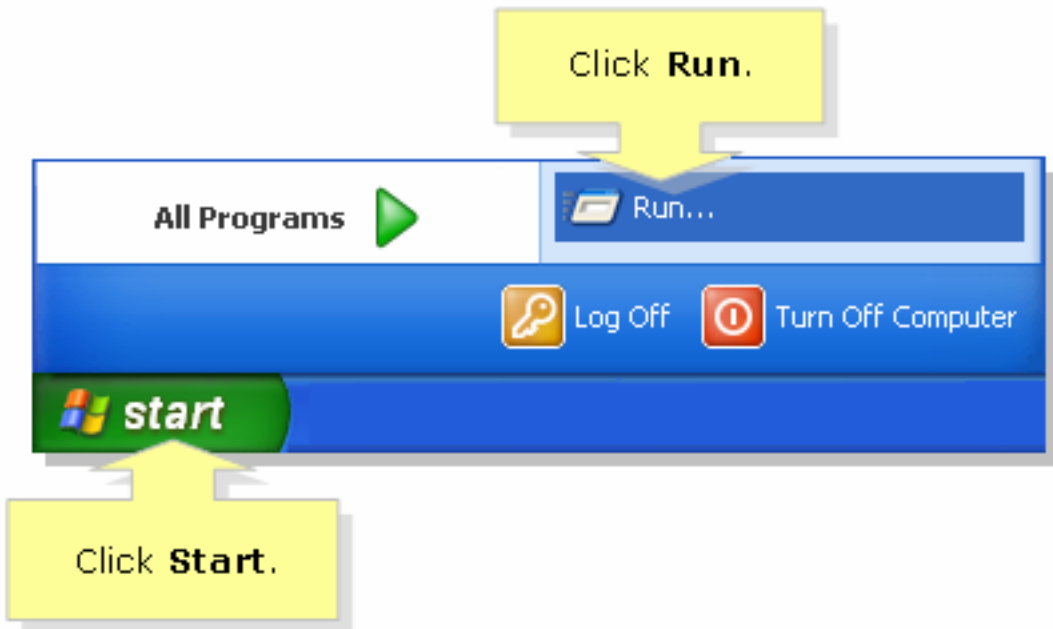 Click Run.
All Programs
Run...
Log Off
Turn Off Computer
start
Click Start.